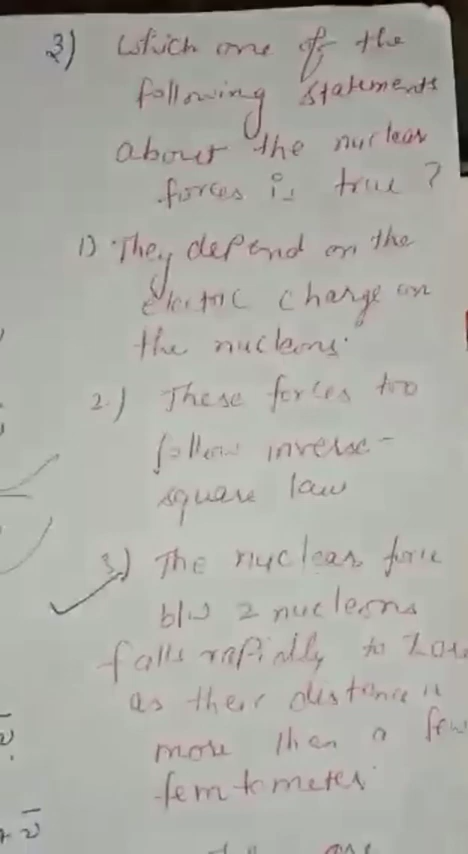 3) Which one of the
following statements
about the nuclear
forces is true ?
1) They depend on the
electric charge on
the nucleons.
2.) These forces too
follow inverse-
square law
3.) The nuclear force
b/w 2 nucleons
falls rapidly to
as their distance is
more than a few
femtometer.
ν̄
+ ν̄
are